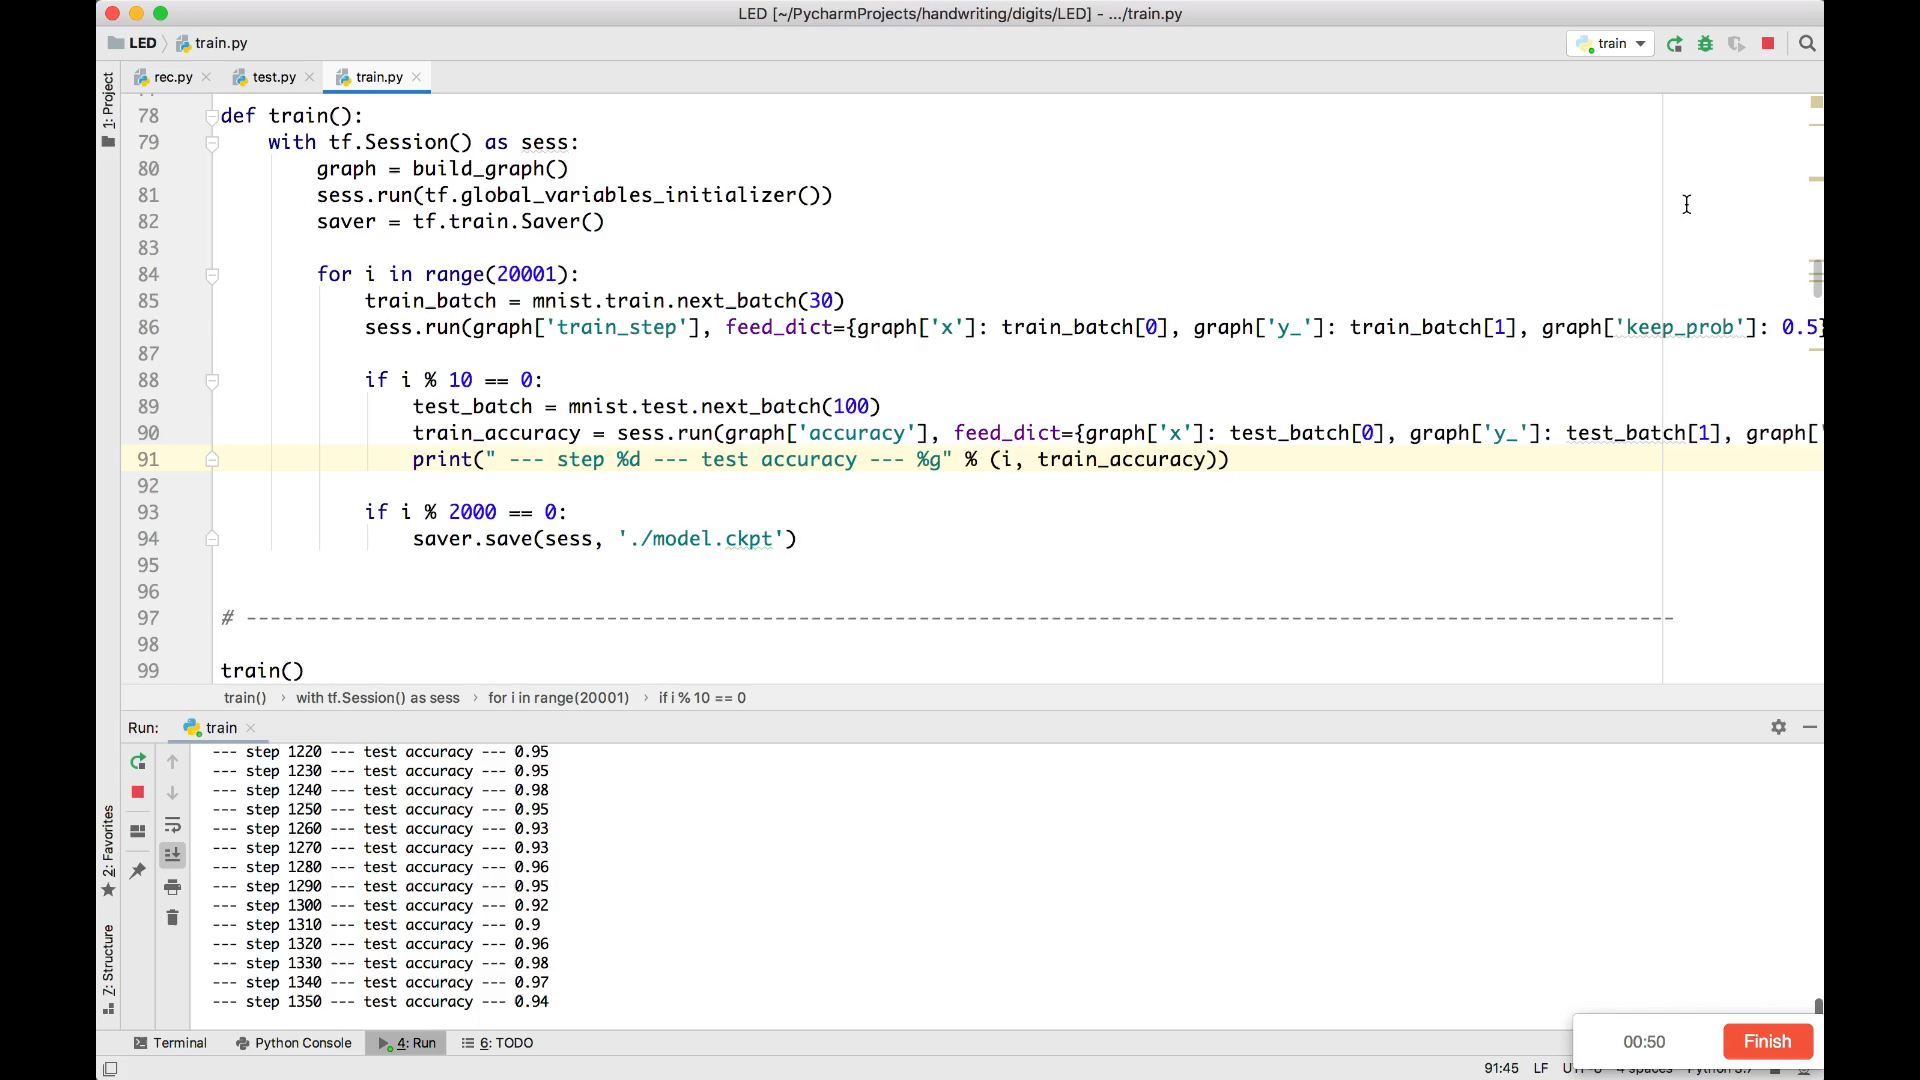 LED [~/PycharmProjects/handwriting/digits/LED] - .../train.py
LED train.py
train
rec.py test.py train.py
1: Project
78 def train():
79 with tf.Session() as sess:
80 graph = build_graph()
81 sess.run(tf.global_variables_initializer())
82 saver = tf.train.Saver()
83
84 for i in range(20001):
85 train_batch = mnist.train.next_batch(30)
86 sess.run(graph['train_step'], feed_dict={graph['x']: train_batch[0], graph['y_']: train_batch[1], graph['keep_prob']: 0.5}
87
88 if i % 10 == 0:
89 test_batch = mnist.test.next_batch(100)
90 train_accuracy = sess.run(graph['accuracy'], feed_dict={graph['x']: test_batch[0], graph['y_']: test_batch[1], graph['
91 print(" --- step %d --- test accuracy --- %g" % (i, train_accuracy))
92
93 if i % 2000 == 0:
94 saver.save(sess, './model.ckpt')
95
96
97 # -----------------------------------------------------------------------------------------------------------------------
98
99 train()
train() › with tf.Session() as sess › for i in range(20001) › if i % 10 == 0
Run: train
--- step 1220 --- test accuracy --- 0.95
--- step 1230 --- test accuracy --- 0.95
--- step 1240 --- test accuracy --- 0.98
--- step 1250 --- test accuracy --- 0.95
--- step 1260 --- test accuracy --- 0.93
--- step 1270 --- test accuracy --- 0.93
--- step 1280 --- test accuracy --- 0.96
--- step 1290 --- test accuracy --- 0.95
--- step 1300 --- test accuracy --- 0.92
--- step 1310 --- test accuracy --- 0.9
--- step 1320 --- test accuracy --- 0.96
--- step 1330 --- test accuracy --- 0.98
--- step 1340 --- test accuracy --- 0.97
--- step 1350 --- test accuracy --- 0.94
2: Favorites
7: Structure
Terminal Python Console 4: Run 6: TODO
00:50 Finish
91:45 LF